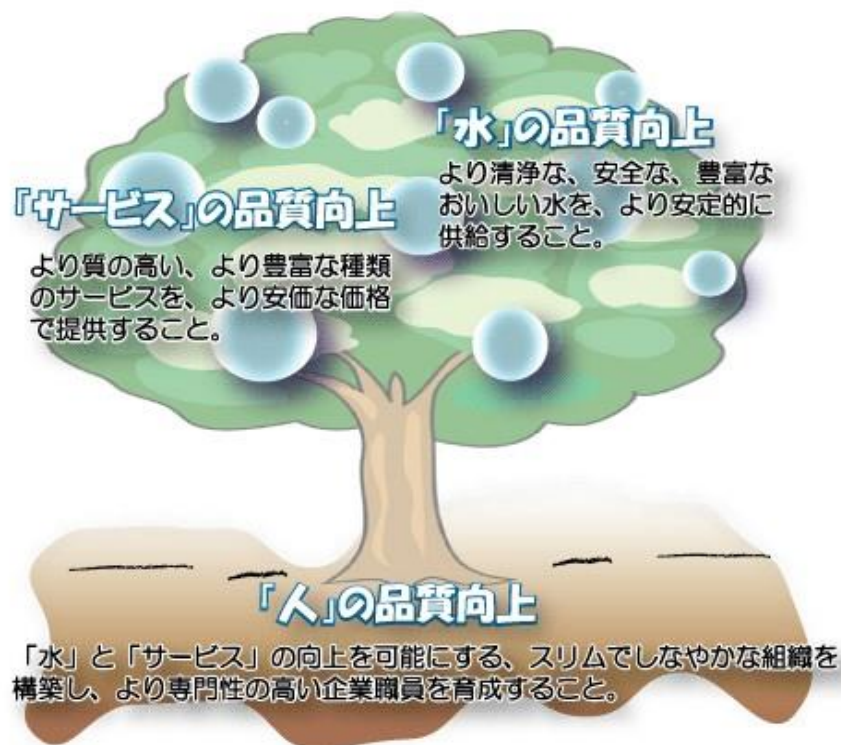 「水」の品質向上
より清浄な、安全な、豊富な
おいしい水を、より安定的に
供給すること。
「サービス」の品質向上
より質の高い、より豊富な種類
のサービスを、より安価な価格
で提供すること。
「人」の品質向上
「水」と「サービス」の向上を可能にする、スリムでしなやかな組織を
構築し、より専門性の高い企業職員を育成すること。